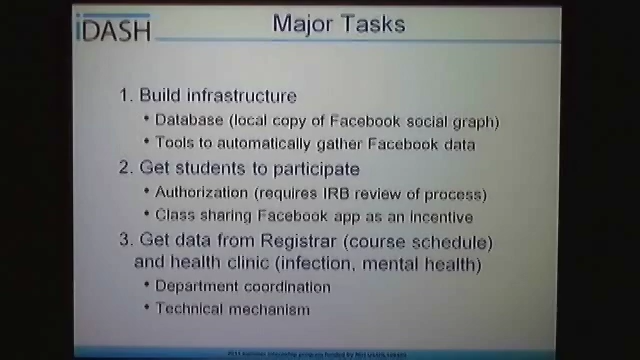 iDASH
Major Tasks
1. Build infrastructure
• Database (local copy of Facebook social graph)
• Tools to automatically gather Facebook data
2. Get students to participate
• Authorization (requires IRB review of process)
• Class sharing Facebook app as an incentive
3. Get data from Registrar (course schedule)
and health clinic (infection, mental health)
• Department coordination
• Technical mechanism